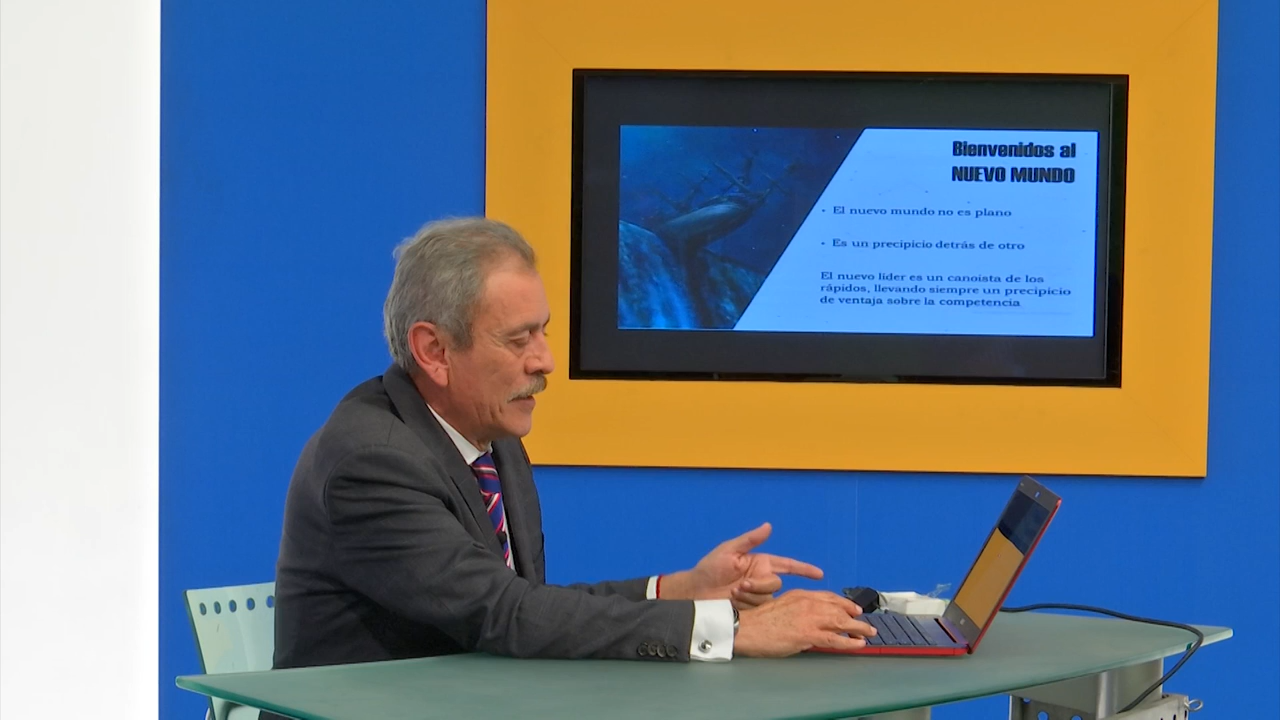 Bienvenidos al
NUEVO MUNDO
• El nuevo mundo no es plano
• Es un precipicio detrás de otro
El nuevo lider es un canoista de los
rápidos, llevando siempre un precipicio
de ventaja sobre la competencia